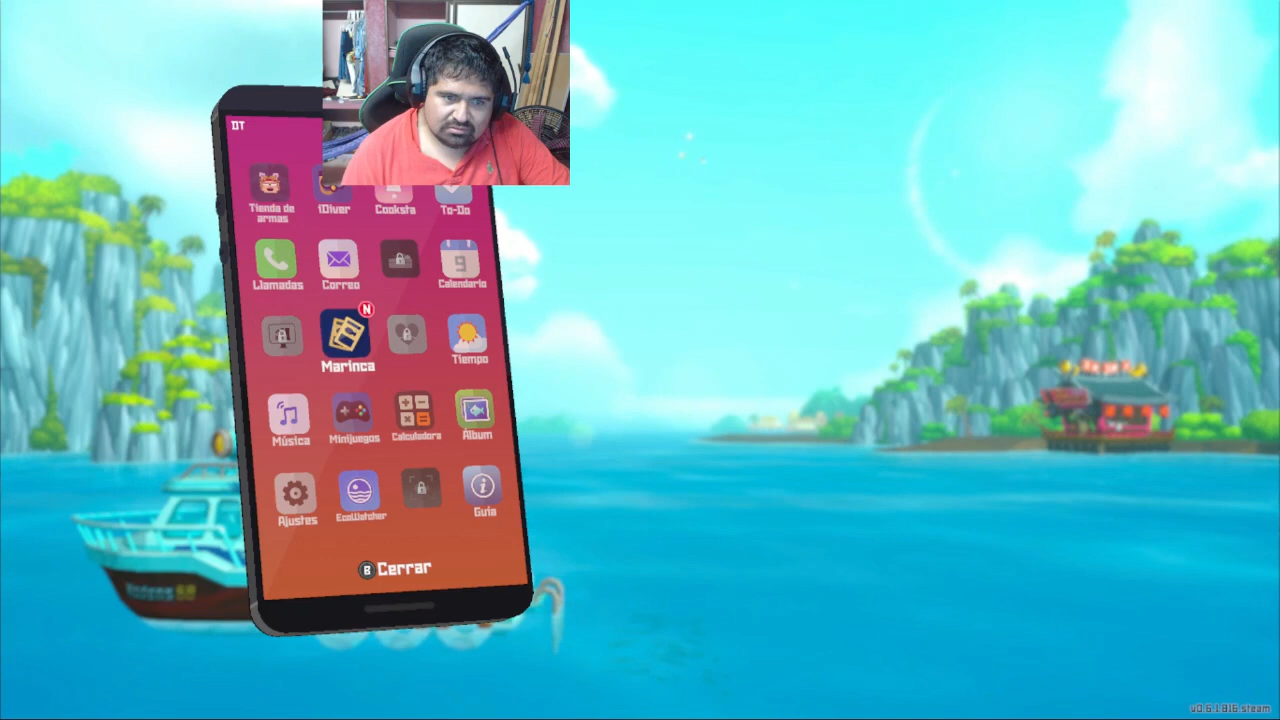 DT
Tienda de armas
iDiver
Cooksta
To-Do
Llamadas
Correo
9
Calendario
N
Marinca
Tiempo
Música
Minijuegos
Calculadora
Álbum
Ajustes
EcoWatcher
Guía
B Cerrar
v0.6.1.816.steam